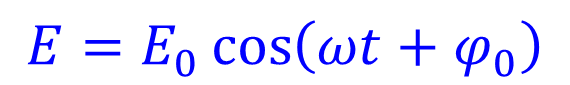 E = E₀ cos(ωt + φ₀)